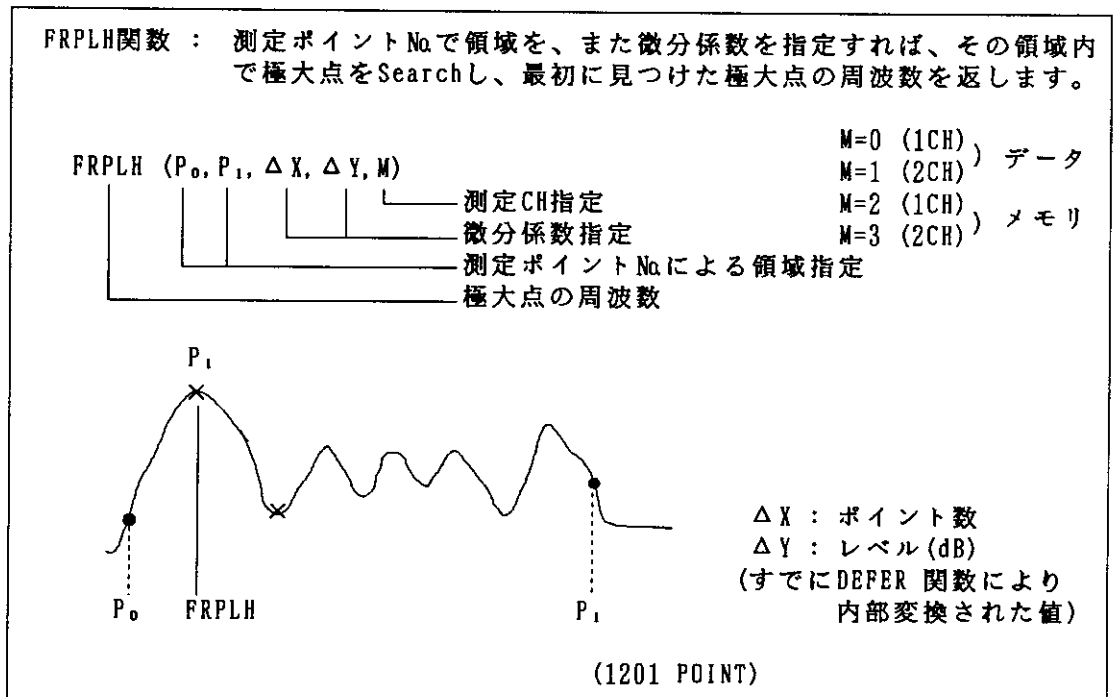 FRPLH関数 : 測定ポイント№で領域を、また微分係数を指定すれば、その領域内
で極大点をSearchし、最初に見つけた極大点の周波数を返します。
FRPLH (P₀, P₁, Δ X, Δ Y, M)
測定CH指定
微分係数指定
測定ポイント№による領域指定
極大点の周波数
M=0 (1CH)
M=1 (2CH)
) データ
M=2 (1CH)
M=3 (2CH)
) メモリ
P₁
P₀
FRPLH
P₁
Δ X : ポイント数
Δ Y : レベル(dB)
(すでにDEFER 関数により
内部変換された値)
(1201 POINT)